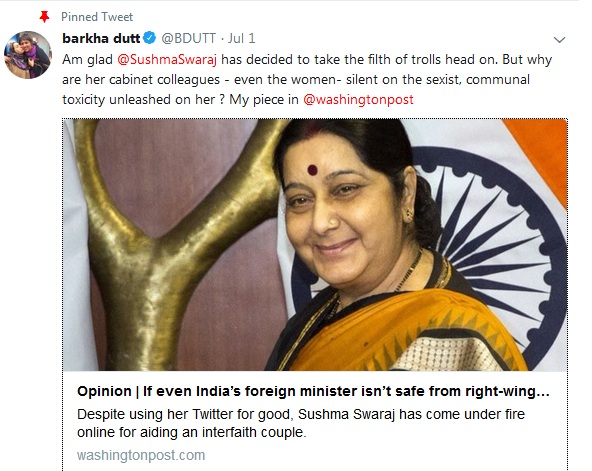 Pinned Tweet
barkha dutt @BDUTT · Jul 1
Am glad @SushmaSwaraj has decided to take the filth of trolls head on. But why
are her cabinet colleagues - even the women- silent on the sexist, communal
toxicity unleashed on her ? My piece in @washingtonpost
Opinion | If even India's foreign minister isn't safe from right-wing…
Despite using her Twitter for good, Sushma Swaraj has come under fire
online for aiding an interfaith couple.
washingtonpost.com